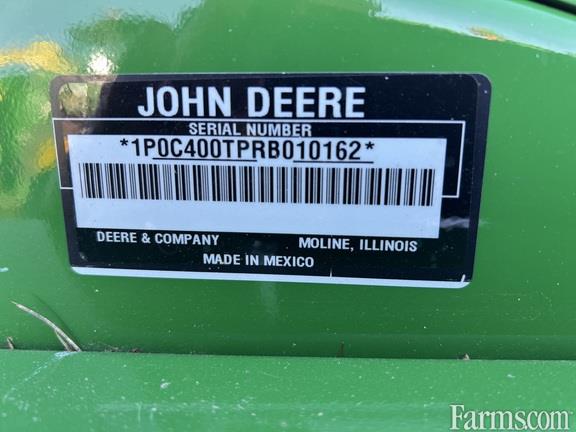 JOHN DEERE
SERIAL NUMBER
*1P0C400TPRB010162*
DEERE & COMPANY MOLINE, ILLINOIS
MADE IN MEXICO
Farms.com